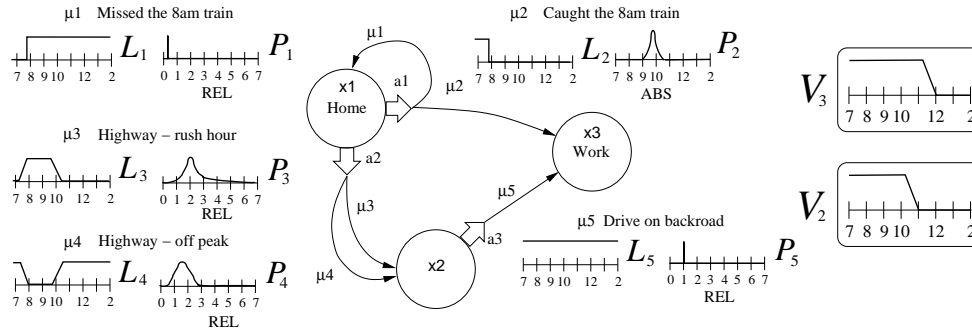 μ1 Missed the 8am train
L1
P1
7 8 9 10 12 2
0 1 2 3 4 5 6 7
REL
μ2 Caught the 8am train
L2
P2
7 8 9 10 12 2
7 8 9 10 12 2
ABS
μ3 Highway – rush hour
L3
P3
7 8 9 10 12 2
0 1 2 3 4 5 6 7
REL
μ4 Highway – off peak
L4
P4
7 8 9 10 12 2
0 1 2 3 4 5 6 7
REL
x1
Home
a1
μ1
μ2
a2
μ3
μ4
x2
a3
μ5
x3
Work
μ5 Drive on backroad
L5
P5
7 8 9 10 12 2
0 1 2 3 4 5 6 7
REL
V3
7 8 9 10 12 2
V2
7 8 9 10 12 2